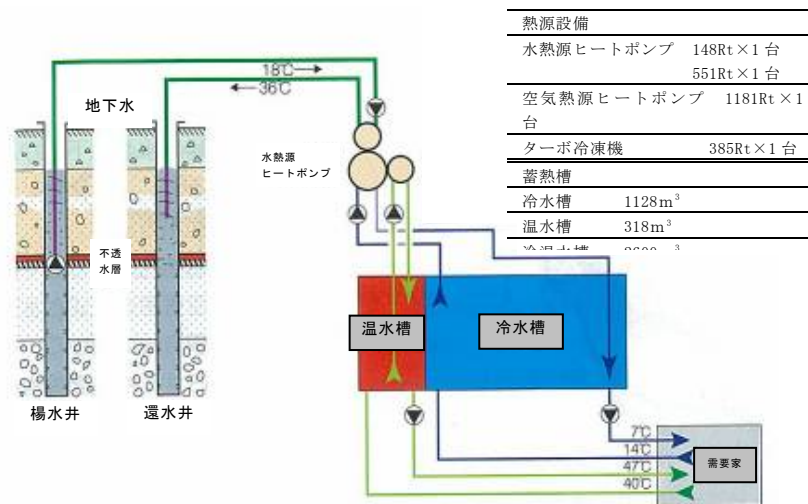 熱源設備
水熱源ヒートポンプ 148Rt×1 台
551Rt×1 台
空気熱源ヒートポンプ 1181Rt×1
台
ターボ冷凍機 385Rt×1 台
蓄熱槽
冷水槽 1128m³
温水槽 318m³
18℃
36℃
地下水
水熱源
ヒートポンプ
不透
水層
温水槽
冷水槽
楊水井
還水井
7℃
14℃
47℃
40℃
需要家